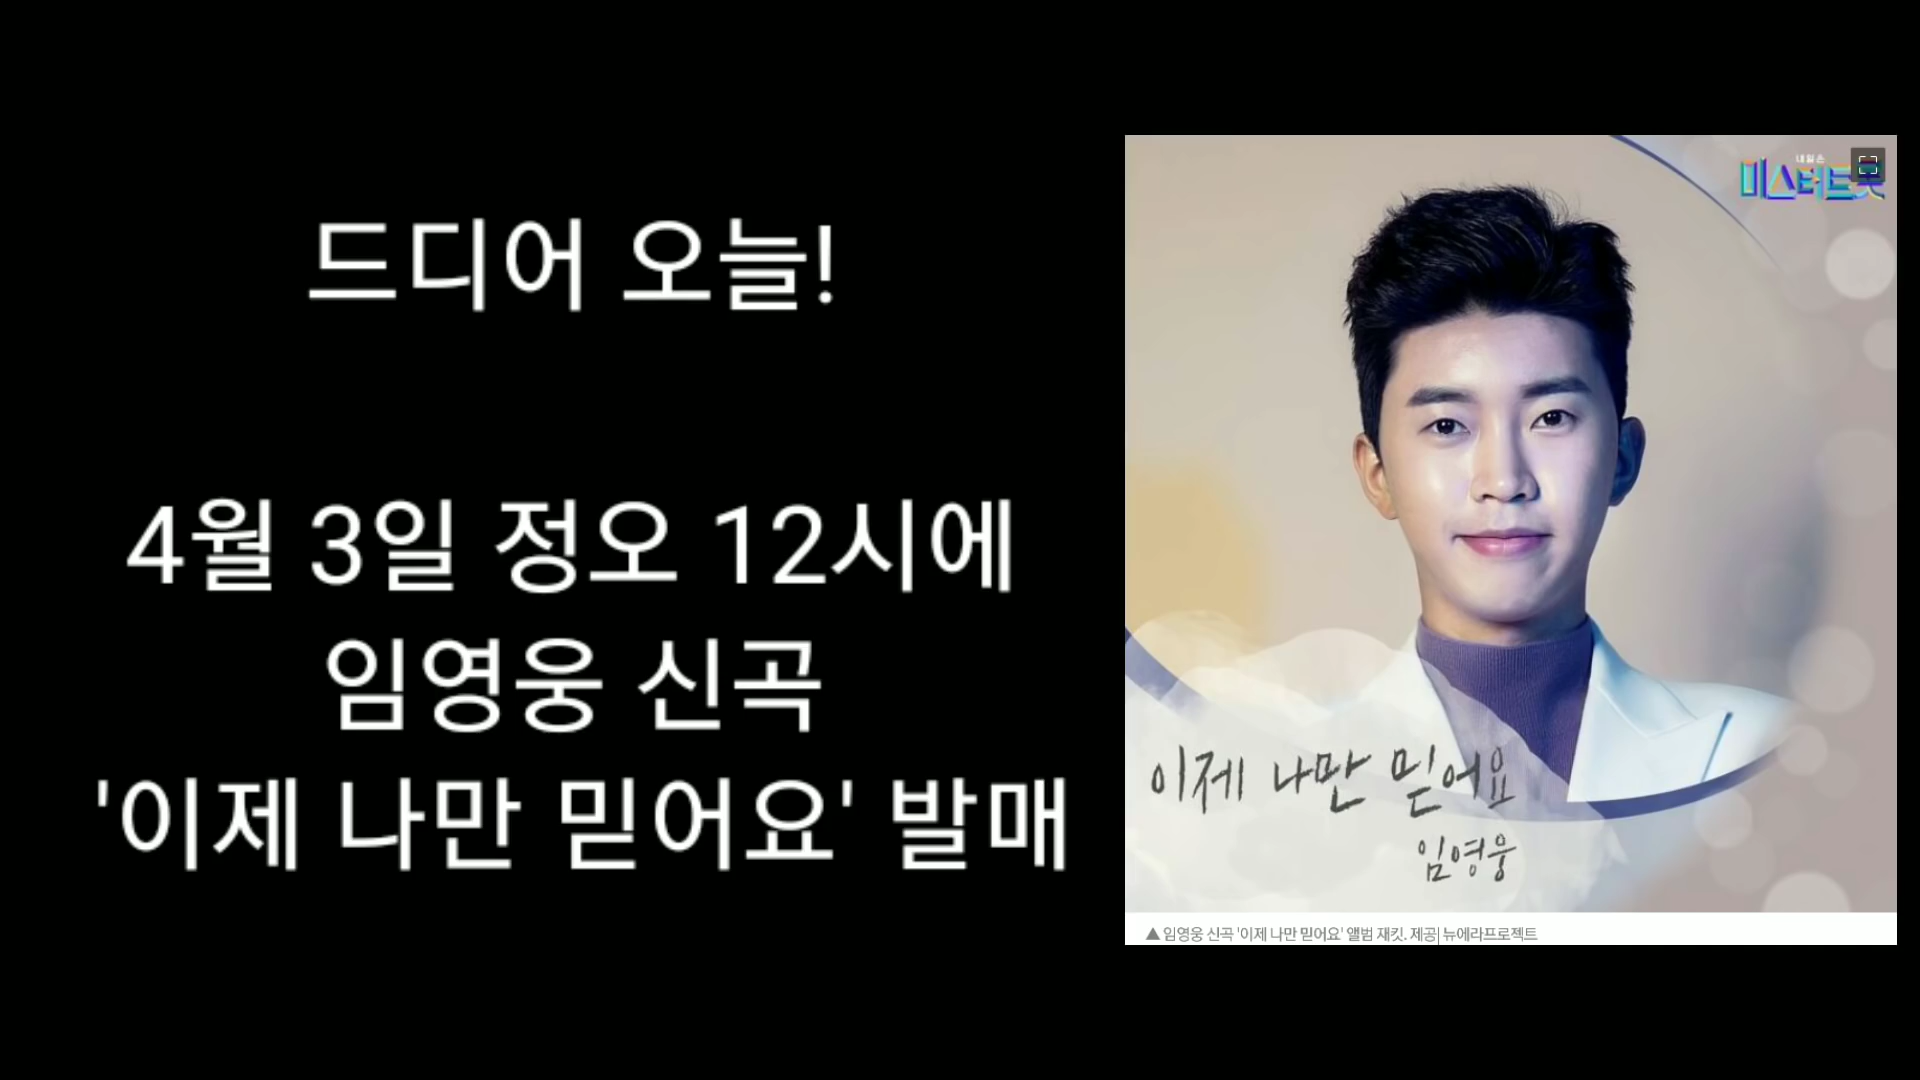 드디어 오늘!
4월 3일 정오 12시에
임영웅 신곡
'이제 나만 믿어요' 발매
내일은
미스터트롯
이제 나만 믿어요
임영웅
▲ 임영웅 신곡 '이제 나만 믿어요' 앨범 재킷. 제공| 뉴에라프로젝트